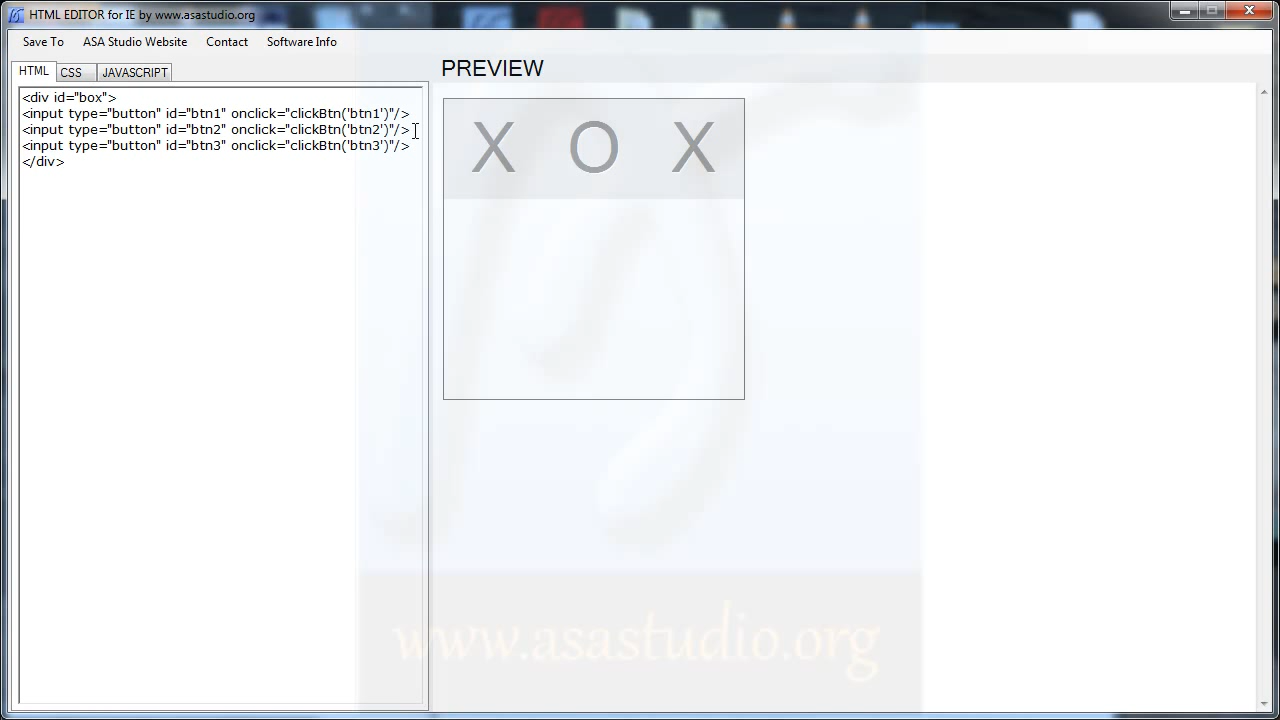 HTML EDITOR for IE by www.asastudio.org
Save To ASA Studio Website Contact Software Info
HTML CSS JAVASCRIPT
PREVIEW
<div id="box">
<input type="button" id="btn1" onclick="clickBtn('btn1')"/>
<input type="button" id="btn2" onclick="clickBtn('btn2')"/>
<input type="button" id="btn3" onclick="clickBtn('btn3')"/>
</div>
X O X
www.asastudio.org